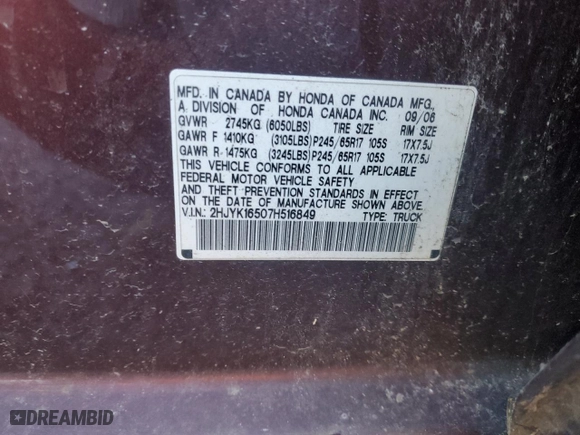 MFD. IN CANADA BY HONDA OF CANADA MFG.,
A DIVISION OF HONDA CANADA INC. 09/06
GVWR 2745KG (6050LBS) TIRE SIZE RIM SIZE
GAWR F 1410KG (3105LBS)P245/65R17 105S 17X7.5J
GAWR R 1475KG (3245LBS)P245/65R17 105S 17X7.5J
THIS VEHICLE CONFORMS TO ALL APPLICABLE
FEDERAL MOTOR VEHICLE SAFETY
AND THEFT PREVENTION STANDARDS IN EFFECT
ON THE DATE OF MANUFACTURE SHOWN ABOVE.
V.I.N.: 2HJYK16507H516849 TYPE: TRUCK
DREAMBID